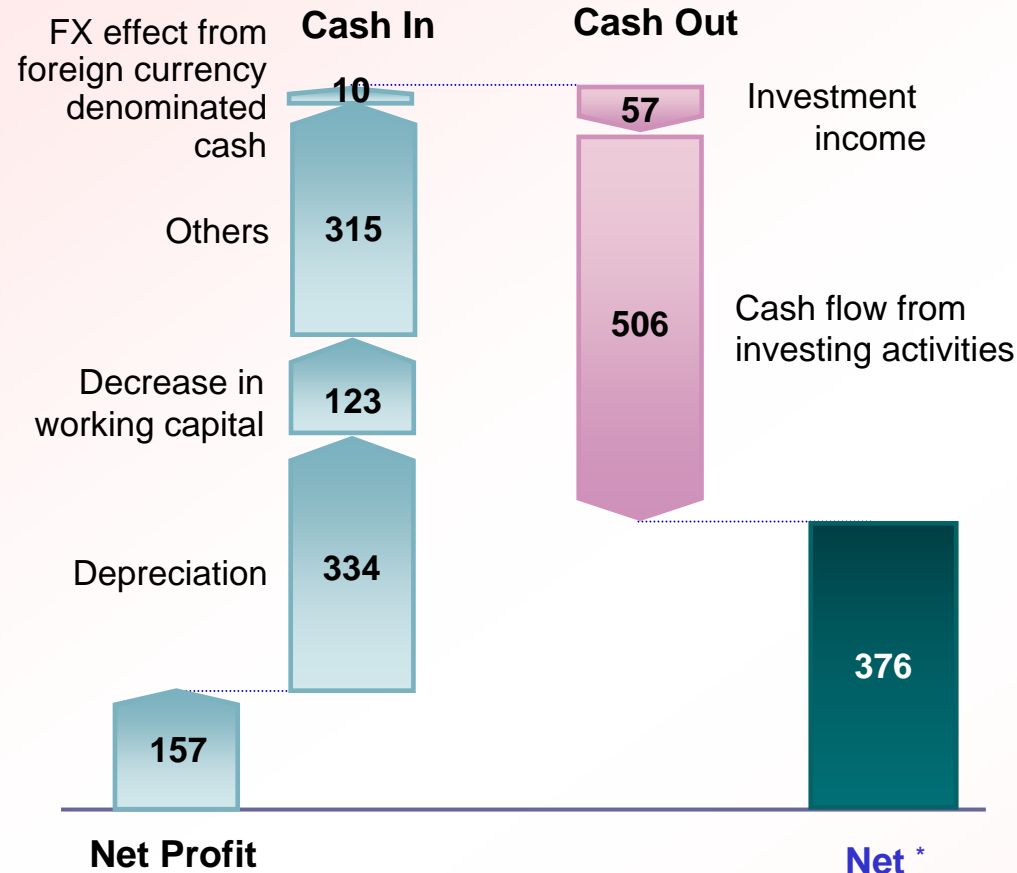 Cash In
Cash Out
FX effect from
foreign currency
denominated
cash
10
57
Investment
income
Others
315
506
Cash flow from
investing activities
Decrease in
working capital
123
Depreciation
334
376
157
Net Profit
Net *